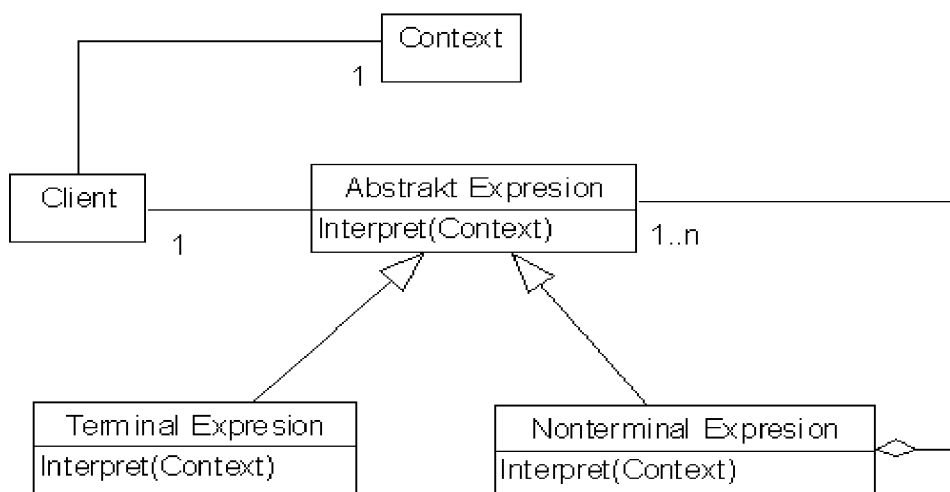 Context
1
Client
1
Abstrakt Expresion
Interpret(Context)
1..n
Terminal Expresion
Interpret(Context)
Nonterminal Expresion
Interpret(Context)